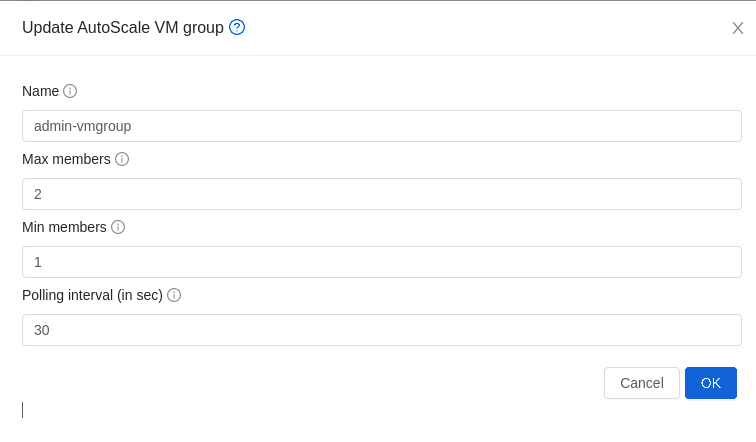 Update AutoScale VM group
Name
admin-vmgroup
Max members
2
Min members
1
Polling interval (in sec)
30
Cancel OK